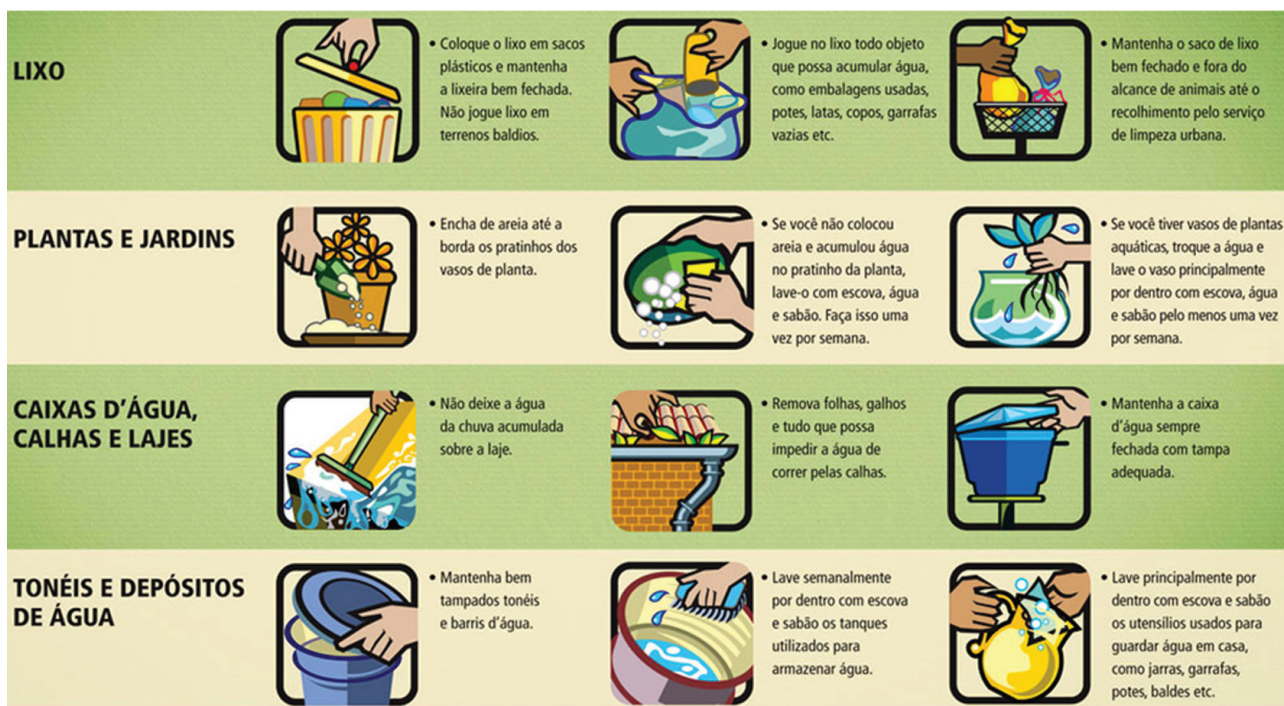 LIXO
• Coloque o lixo em sacos
plásticos e mantenha
a lixeira bem fechada.
Não jogue lixo em
terrenos baldios.
• Jogue no lixo todo objeto
que possa acumular água,
como embalagens usadas,
potes, latas, copos, garrafas
vazias etc.
• Mantenha o saco de lixo
bem fechado e fora do
alcance de animais até o
recolhimento pelo serviço
de limpeza urbana.
PLANTAS E JARDINS
• Encha de areia até a
borda os pratinhos dos
vasos de planta.
• Se você não colocou
areia e acumulou água
no pratinho da planta,
lave-o com escova, água
e sabão. Faça isso uma
vez por semana.
• Se você tiver vasos de plantas
aquáticas, troque a água e
lave o vaso principalmente
por dentro com escova, água
e sabão pelo menos uma vez
por semana.
CAIXAS D’ÁGUA,
CALHAS E LAJES
• Não deixe a água
da chuva acumulada
sobre a laje.
• Remova folhas, galhos
e tudo que possa
impedir a água de
correr pelas calhas.
• Mantenha a caixa
d’água sempre
fechada com tampa
adequada.
TONÉIS E DEPÓSITOS
DE ÁGUA
• Mantenha bem
tampados tonéis
e barris d’água.
• Lave semanalmente
por dentro com escova
e sabão os tanques
utilizados para
armazenar água.
• Lave principalmente por
dentro com escova e sabão
os utensílios usados para
guardar água em casa,
como jarras, garrafas,
potes, baldes etc.